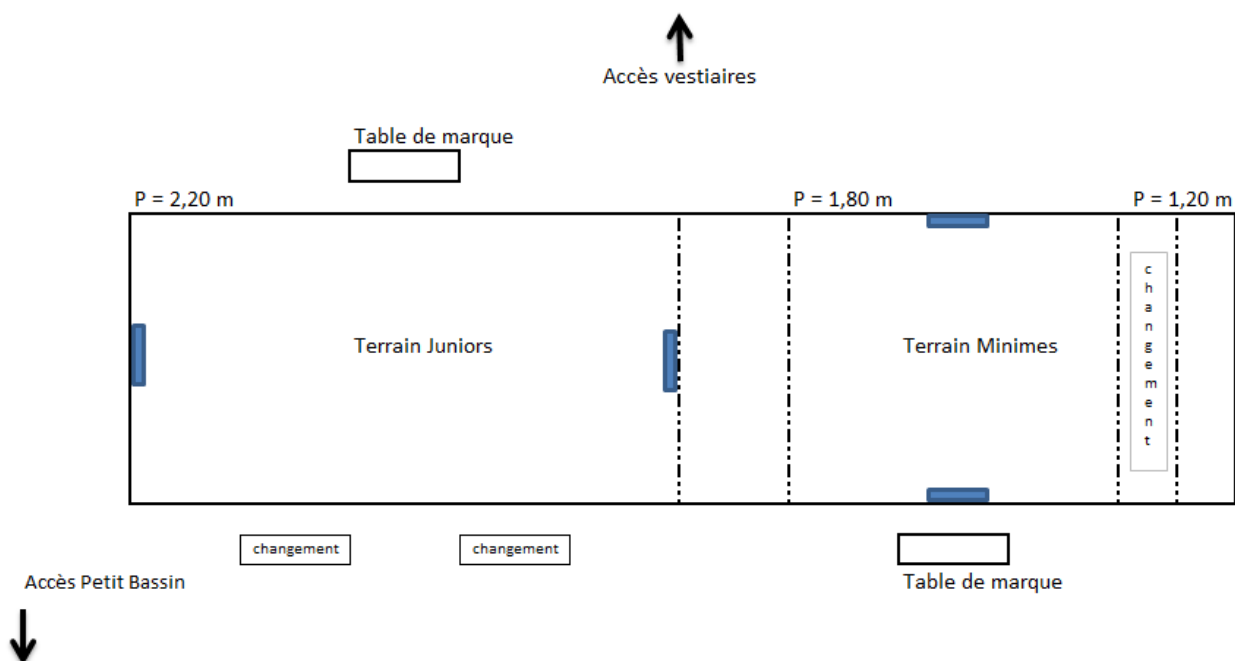 Accès vestiaires
Table de marque
P = 2,20 m
P = 1,80 m
P = 1,20 m
changement
Terrain Juniors
Terrain Minimes
changement
changement
Accès Petit Bassin
Table de marque